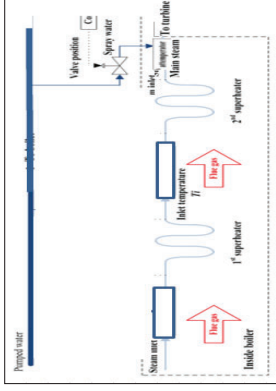 Pumped water
Co
Valve position
Spray water
To turbine
Main steam
m inlet
2nd superheater
Flue gas
Inlet temperature
Ti
1st superheater
Flue gas
Inside boiler